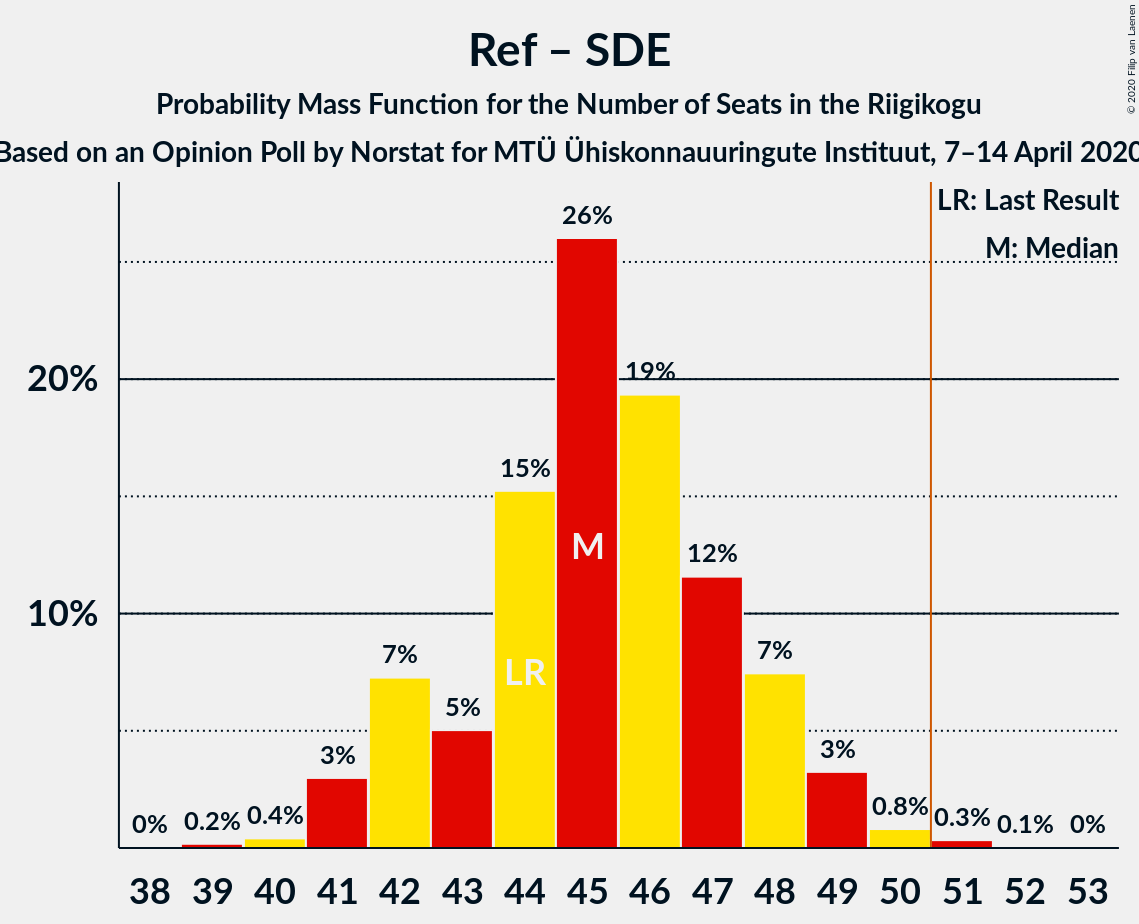 Ref – SDE
Probability Mass Function for the Number of Seats in the Riigikogu
Based on an Opinion Poll by Norstat for MTÜ Ühiskonnauuringute Instituut, 7–14 April 2020
© 2020 Filip van Laenen
LR: Last Result
M: Median
20%
10%
0% 0.2% 0.4% 3% 7% 5% 15% 26% 19% 12% 7% 3% 0.8% 0.3% 0.1% 0%
LR
M
38 39 40 41 42 43 44 45 46 47 48 49 50 51 52 53